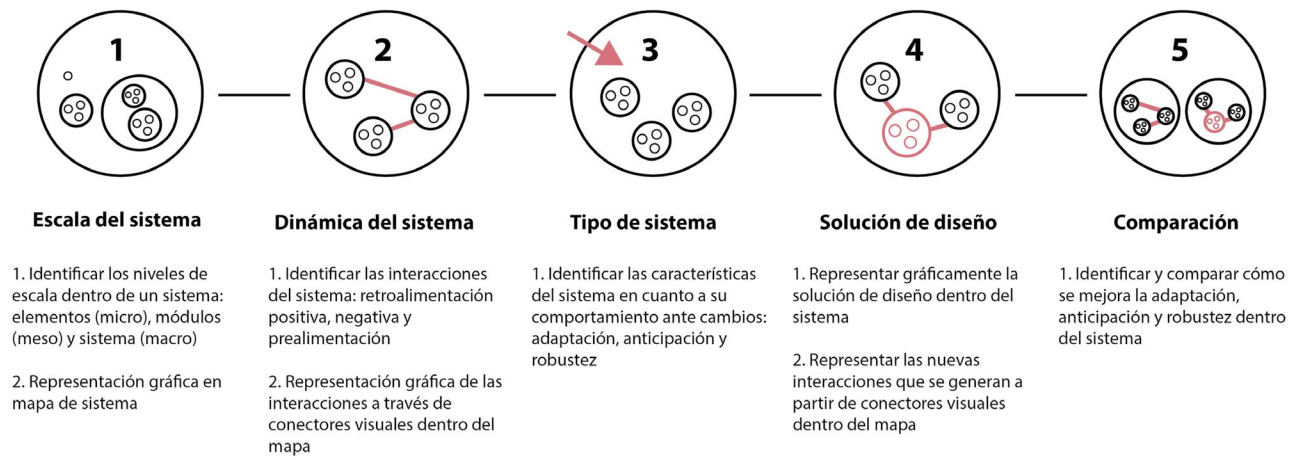 1
Escala del sistema
1. Identificar los niveles de
escala dentro de un sistema:
elementos (micro), módulos
(meso) y sistema (macro)
2. Representación gráfica en
mapa de sistema
2
Dinámica del sistema
1. Identificar las interacciones
del sistema: retroalimentación
positiva, negativa y
prealimentación
2. Representación gráfica de las
interacciones a través de
conectores visuales dentro del
mapa
3
Tipo de sistema
1. Identificar las características
del sistema en cuanto a su
comportamiento ante cambios:
adaptación, anticipación y
robustez
4
Solución de diseño
1. Representar gráficamente la
solución de diseño dentro del
sistema
2. Representar las nuevas
interacciones que se generan a
partir de conectores visuales
dentro del mapa
5
Comparación
1. Identificar y comparar cómo
se mejora la adaptación,
anticipación y robustez dentro
del sistema